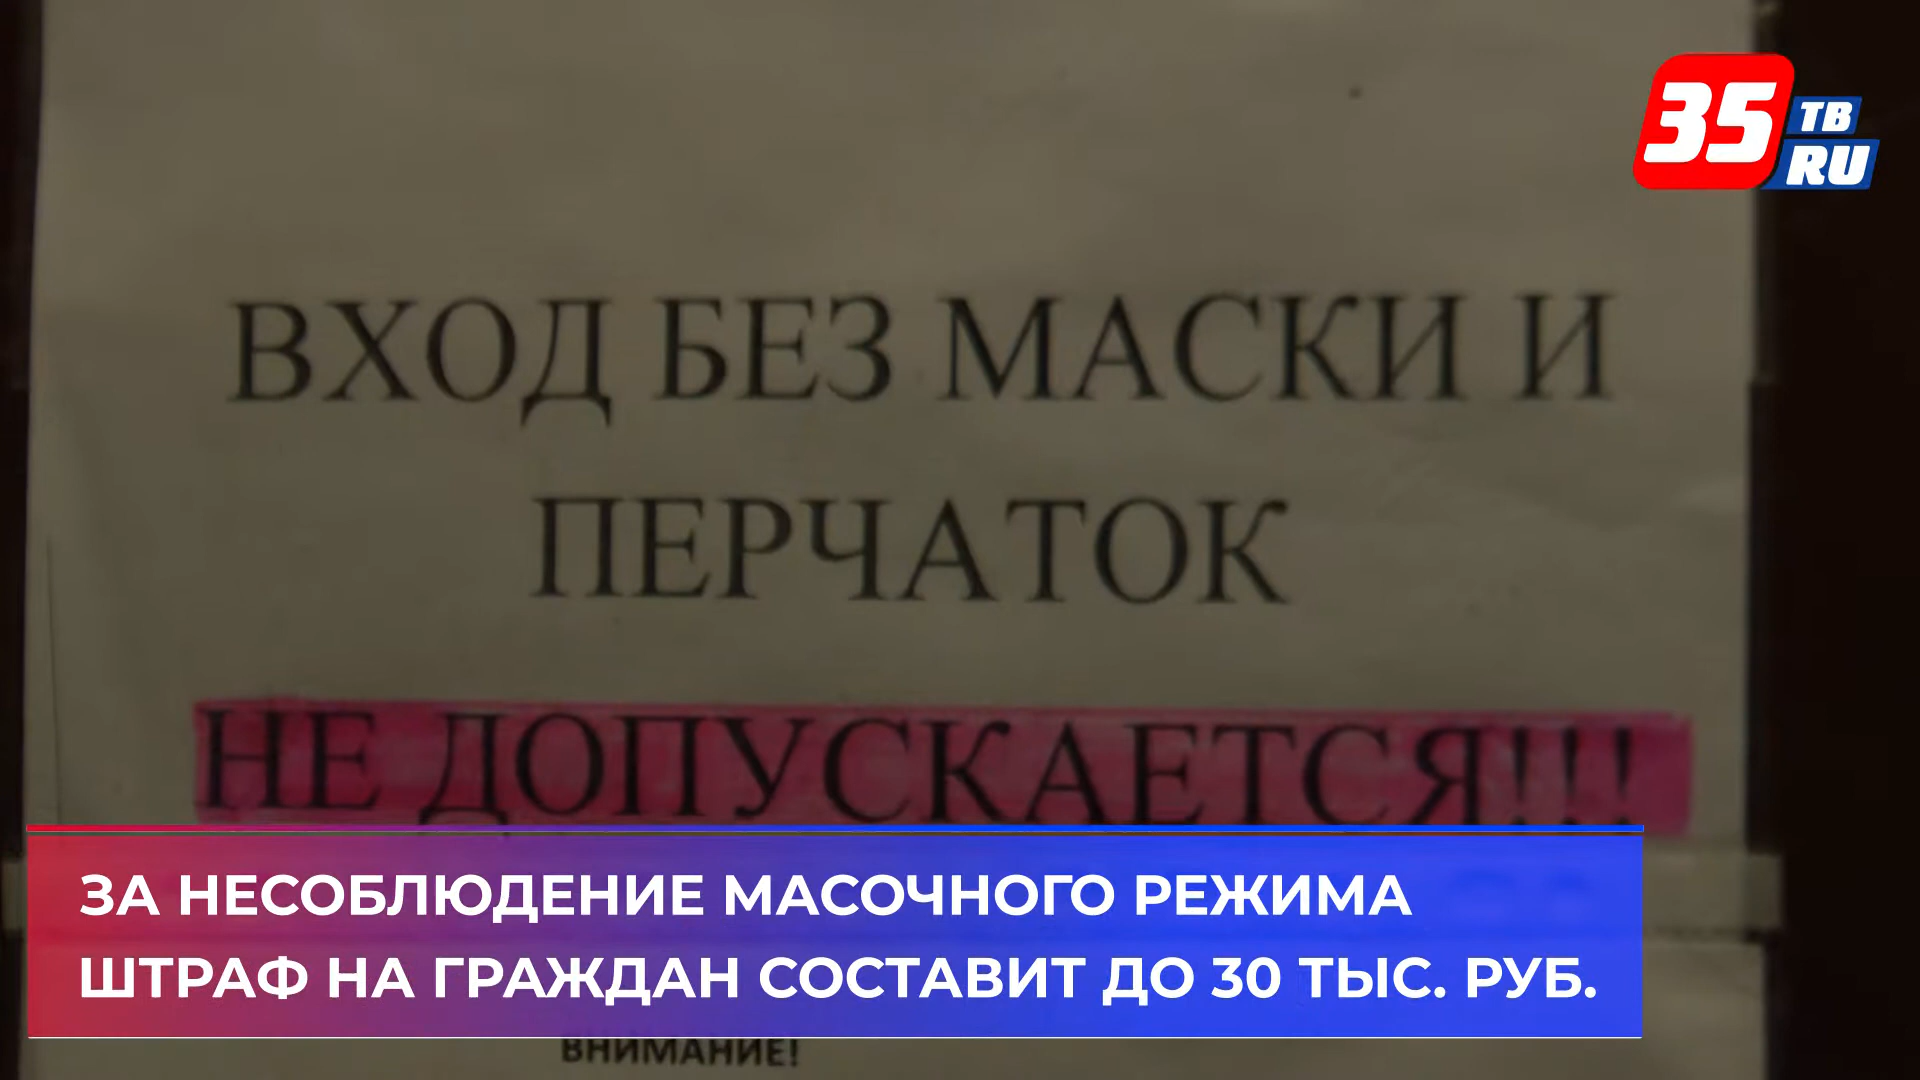 35 ТВ
RU
ВХОД БЕЗ МАСКИ И
ПЕРЧАТОК
НЕ ДОПУСКАЕТСЯ!!!
ЗА НЕСОБЛЮДЕНИЕ МАСОЧНОГО РЕЖИМА
ШТРАФ НА ГРАЖДАН СОСТАВИТ ДО 30 ТЫС. РУБ.
ВНИМАНИЕ!